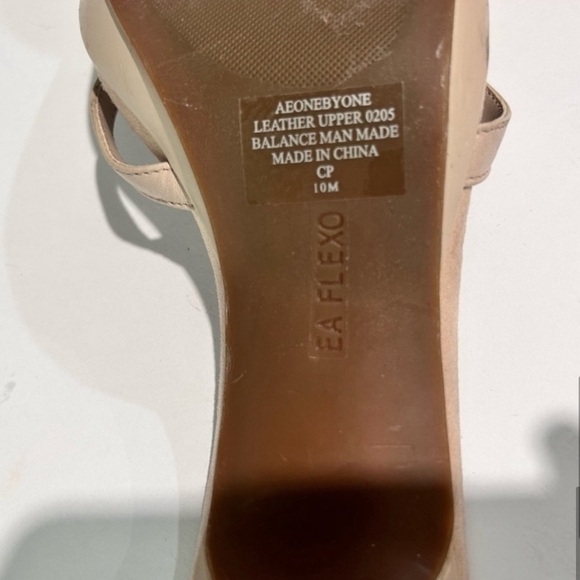 AEONEBYONE
LEATHER UPPER 0205
BALANCE MAN MADE
MADE IN CHINA
CP
10M
EA FLEXO